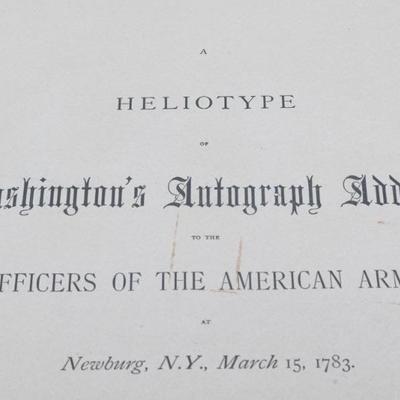 A
HELIOTYPE
OF
ashington's Autograph Add
TO THE
FFICERS OF THE AMERICAN ARM
AT
Newburg, N.Y., March 15, 1783.